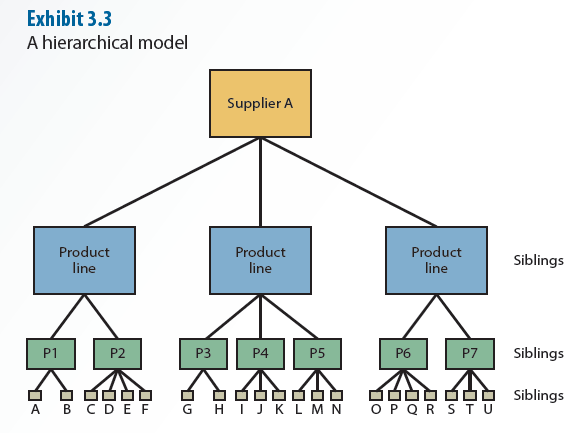 Exhibit 3.3
A hierarchical model
Supplier A
Product
line
Product
line
Product
line
Siblings
P1
P2
P3
P4
P5
P6
P7
Siblings
Siblings
A B C D E F G H I J K L M N O P Q R S T U